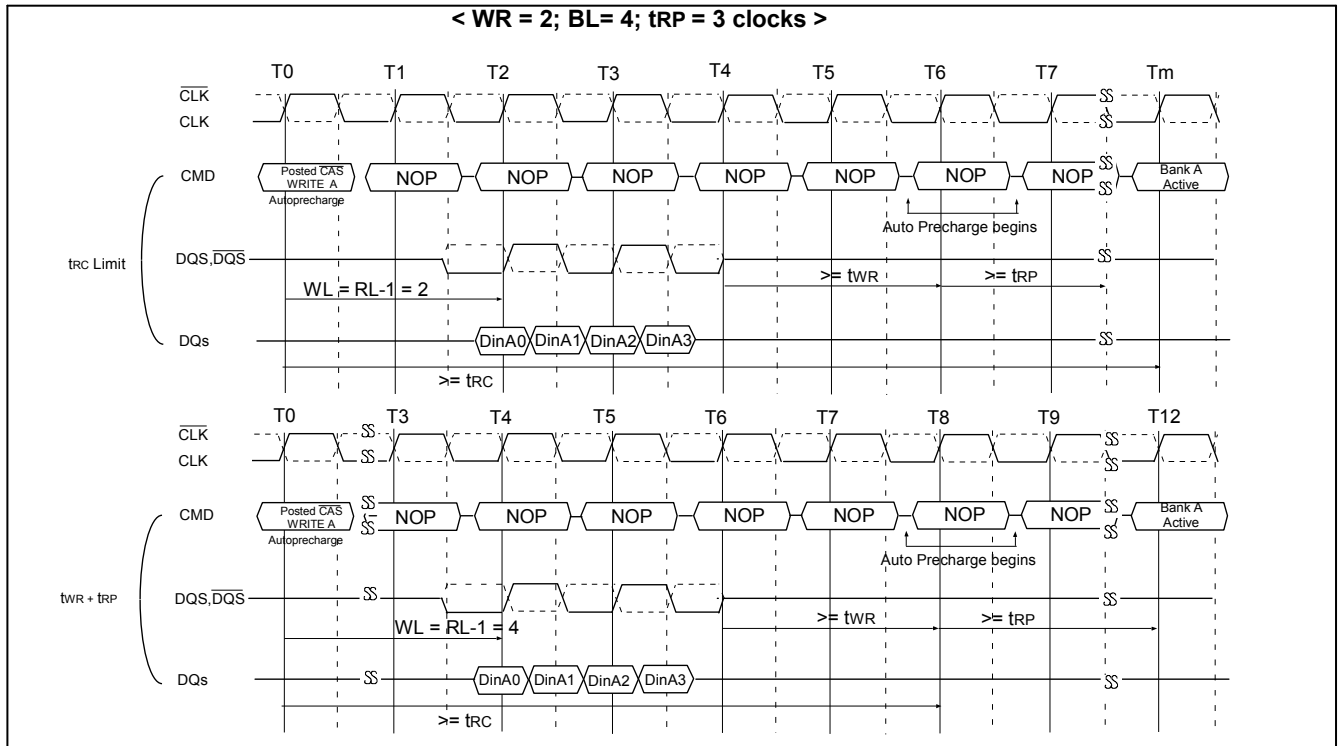 < WR = 2; BL= 4; tRP = 3 clocks >
T0 T1 T2 T3 T4 T5 T6 T7 Tm
CLK
CLK
CMD Posted CAS WRITE A Autoprecharge NOP NOP NOP NOP NOP NOP NOP Bank A Active
Auto Precharge begins
tRC Limit
DQS,DQS
>= tWR >= tRP
WL = RL-1 = 2
DQs DinA0 DinA1 DinA2 DinA3
>= tRC
T0 T3 T4 T5 T6 T7 T8 T9 T12
CLK
CLK
CMD Posted CAS WRITE A Autoprecharge NOP NOP NOP NOP NOP NOP NOP Bank A Active
Auto Precharge begins
tWR + tRP
DQS,DQS
>= tWR >= tRP
WL = RL-1 = 4
DQs DinA0 DinA1 DinA2 DinA3
>= tRC